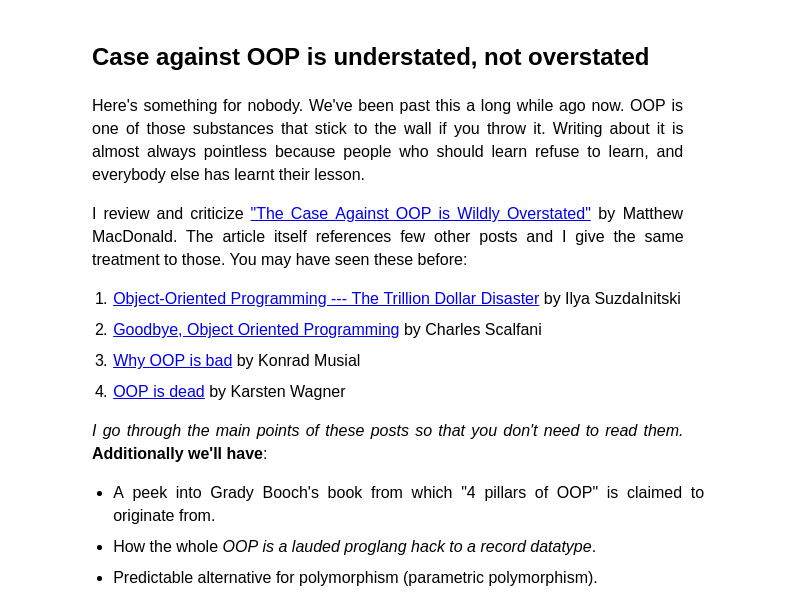 Case against OOP is understated, not overstated
Here's something for nobody. We've been past this a long while ago now. OOP is
one of those substances that stick to the wall if you throw it. Writing about it is
almost always pointless because people who should learn refuse to learn, and
everybody else has learnt their lesson.
I review and criticize "The Case Against OOP is Wildly Overstated" by Matthew
MacDonald. The article itself references few other posts and I give the same
treatment to those. You may have seen these before:
1. Object-Oriented Programming --- The Trillion Dollar Disaster by Ilya Suzdalnitski
2. Goodbye, Object Oriented Programming by Charles Scalfani
3. Why OOP is bad by Konrad Musial
4. OOP is dead by Karsten Wagner
I go through the main points of these posts so that you don't need to read them.
Additionally we'll have:
• A peek into Grady Booch's book from which "4 pillars of OOP" is claimed to
originate from.
• How the whole OOP is a lauded proglang hack to a record datatype.
• Predictable alternative for polymorphism (parametric polymorphism).